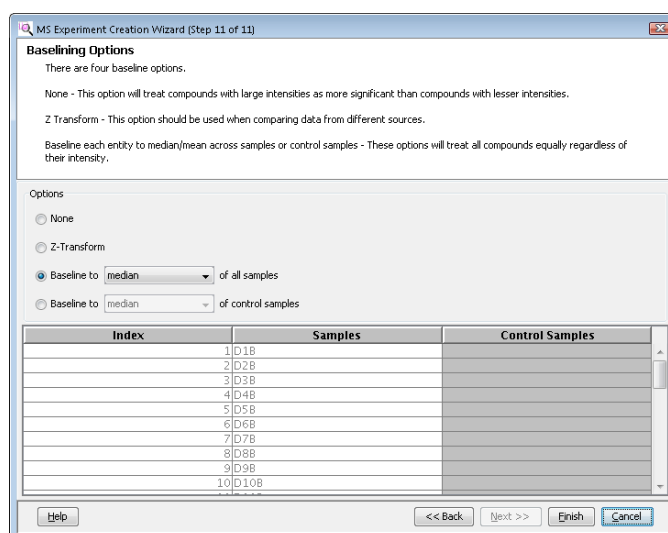 MS Experiment Creation Wizard (Step 11 of 11)
Baselining Options
There are four baseline options.
None - This option will treat compounds with large intensities as more significant than compounds with lesser intensities.
Z Transform - This option should be used when comparing data from different sources.
Baseline each entity to median/mean across samples or control samples - These options will treat all compounds equally regardless of
their intensity.
Options
None
Z-Transform
Baseline to median of all samples
Baseline to median of control samples
Index Samples Control Samples
1 D1B
2 D2B
3 D3B
4 D4B
5 D5B
6 D6B
7 D7B
8 D8B
9 D9B
10 D10B
Help << Back Next >> Finish Cancel